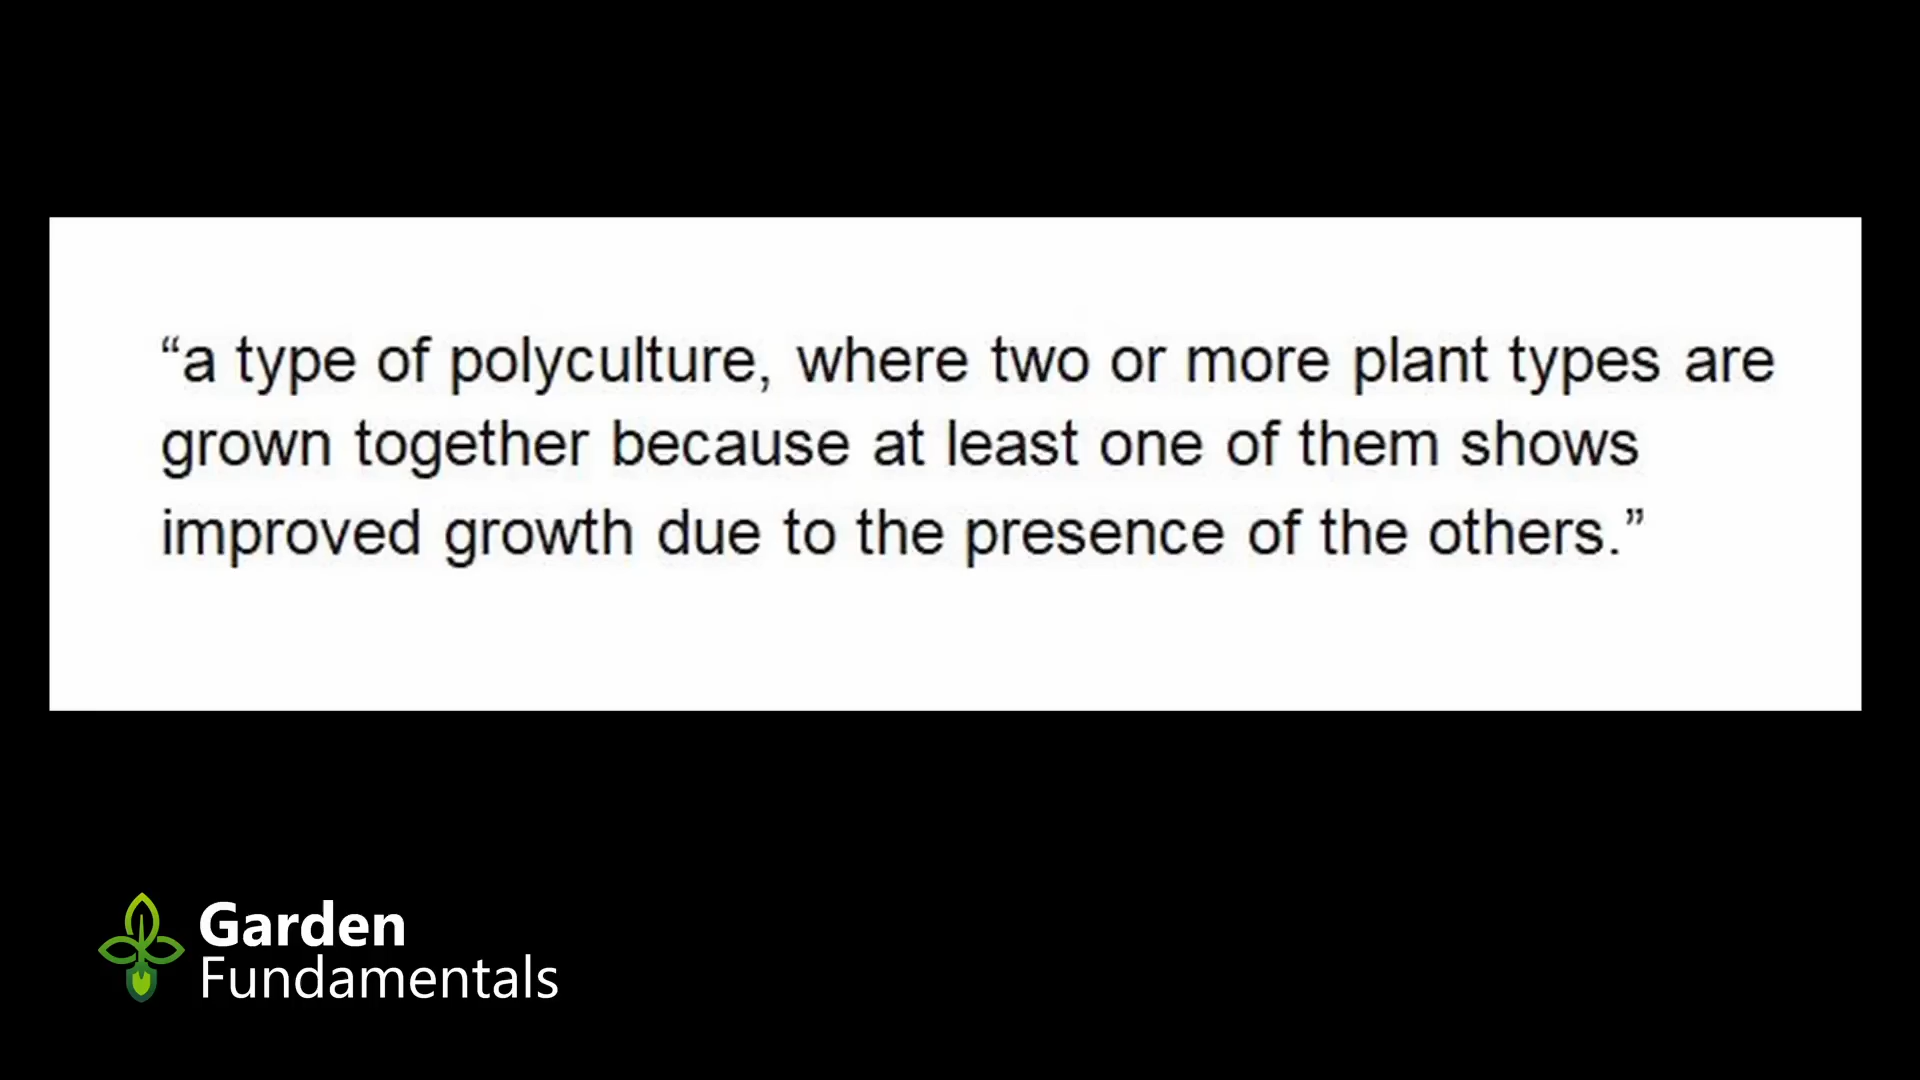 “a type of polyculture, where two or more plant types are
grown together because at least one of them shows
improved growth due to the presence of the others.”
Garden
Fundamentals